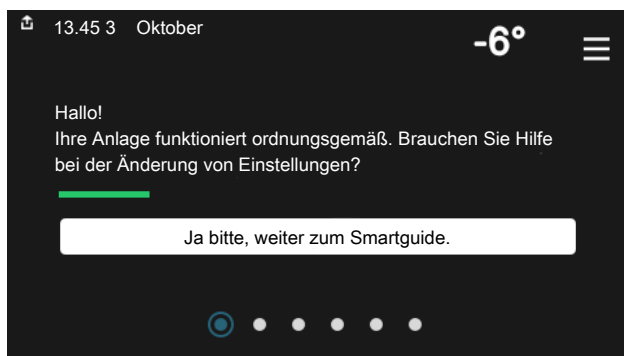 13.45 3 Oktober
-6°
Hallo!
Ihre Anlage funktioniert ordnungsgemäß. Brauchen Sie Hilfe
bei der Änderung von Einstellungen?
Ja bitte, weiter zum Smartguide.